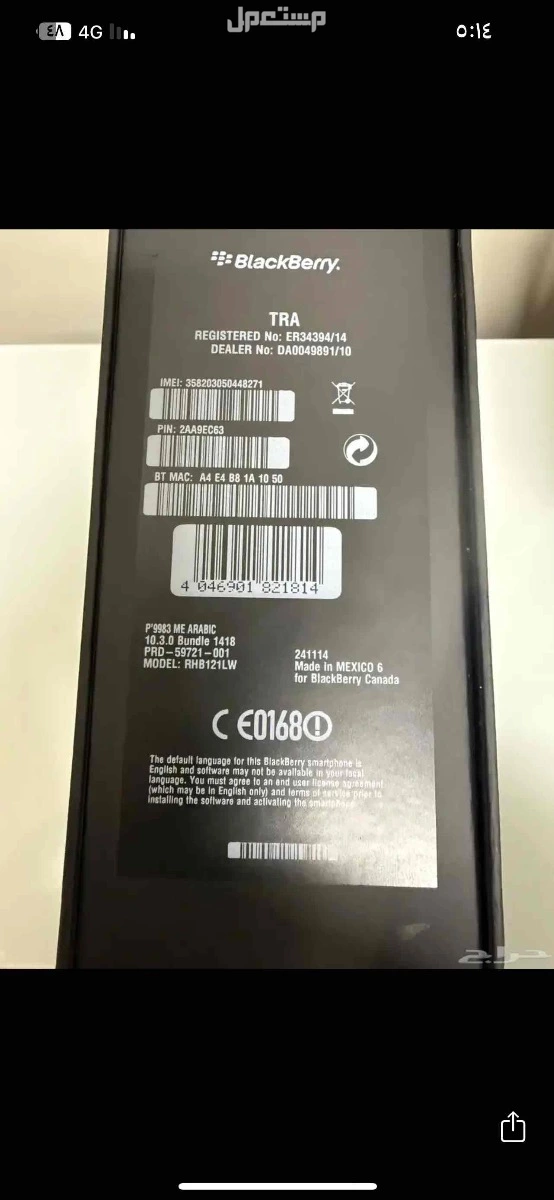 ٤٨ 4G
مستعمل
٥:١٤
BlackBerry.
TRA
REGISTERED No: ER34394/14
DEALER No: DA0049891/10
IMEI: 358203050448271
PIN: 2AA9EC63
BT MAC: A4 E4 B8 1A 10 50
4 046901 821814
P'9983 ME ARABIC
10.3.0 Bundle 1418
PRD-59721-001
MODEL: RHB121LW
241114
Made in MEXICO 6
for BlackBerry Canada
CE0168
The default language for this BlackBerry smartphone is
English and software may not be available in your local
language. You must agree to an end user license agreement
(which may be in English only) and terms of service prior to
installing the software and activating the smartphone.
حراج